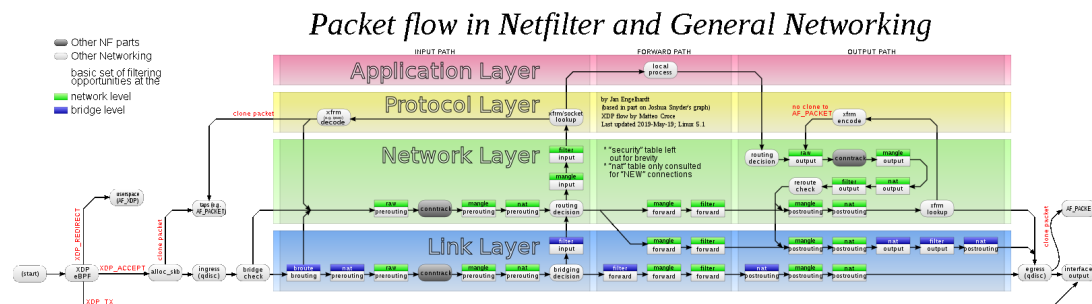 Packet flow in Netfilter and General Networking
Other NF parts
Other Networking
basic set of filtering
opportunities at the
network level
bridge level
INPUT PATH
FORWARD PATH
OUTPUT PATH
Application Layer
local
process
Protocol Layer
xfrm
decode
xfrm/socket
lookup
by Jan Engelhardt
(based in part on Joshua Snyder's graph)
XDP flow by Matteo Croce
Last updated 2019-May-19; Linux 5.1
no clone to
AF_PACKET
xfrm
encode
clone packet
Network Layer
filter
input
mangle
input
* "security" table left
out for brevity
* "nat" table only consulted
for "NEW" connections
routing
decision
raw
output
conntrack
mangle
output
reroute
check
filter
output
nat
output
userspace
(AF_XDP)
taps (e.g.
AF_PACKET)
raw
prerouting
conntrack
mangle
prerouting
nat
prerouting
routing
decision
mangle
forward
filter
forward
mangle
postrouting
nat
postrouting
xfrm
lookup
AF_PACKE
XDP_REDIRECT
clone packet
clone packet
Link Layer
filter
input
mangle
forward
filter
forward
mangle
postrouting
nat
postrouting
nat
output
filter
output
nat
postrouting
(start)
XDP
eBPF
XDP_ACCEPT
alloc_skb
ingress
(qdisc)
bridge
check
broute
brouting
nat
prerouting
raw
prerouting
conntrack
mangle
prerouting
nat
prerouting
bridging
decision
filter
forward
mangle
forward
filter
forward
nat
postrouting
mangle
postrouting
nat
postrouting
egress
(qdisc)
interface
output
XDP_TX